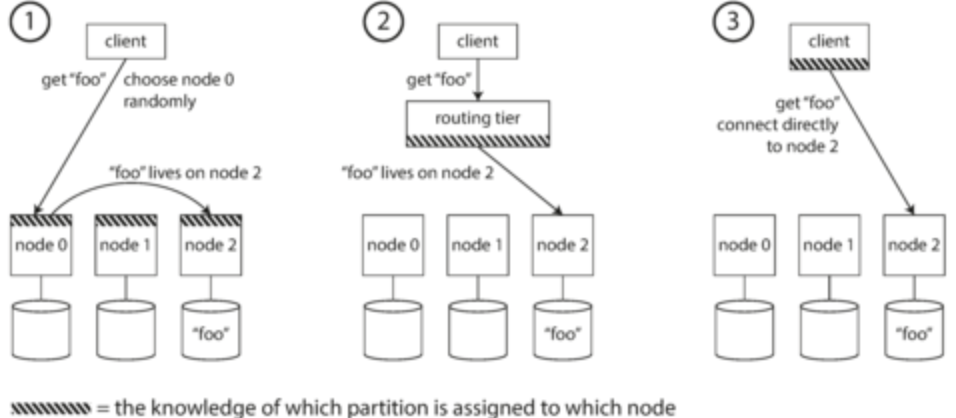 1
client
get "foo"
choose node 0
randomly
"foo" lives on node 2
node 0
node 1
node 2
"foo"
2
client
get "foo"
routing tier
"foo" lives on node 2
node 0
node 1
node 2
"foo"
3
client
get "foo"
connect directly
to node 2
node 0
node 1
node 2
"foo"
= the knowledge of which partition is assigned to which node